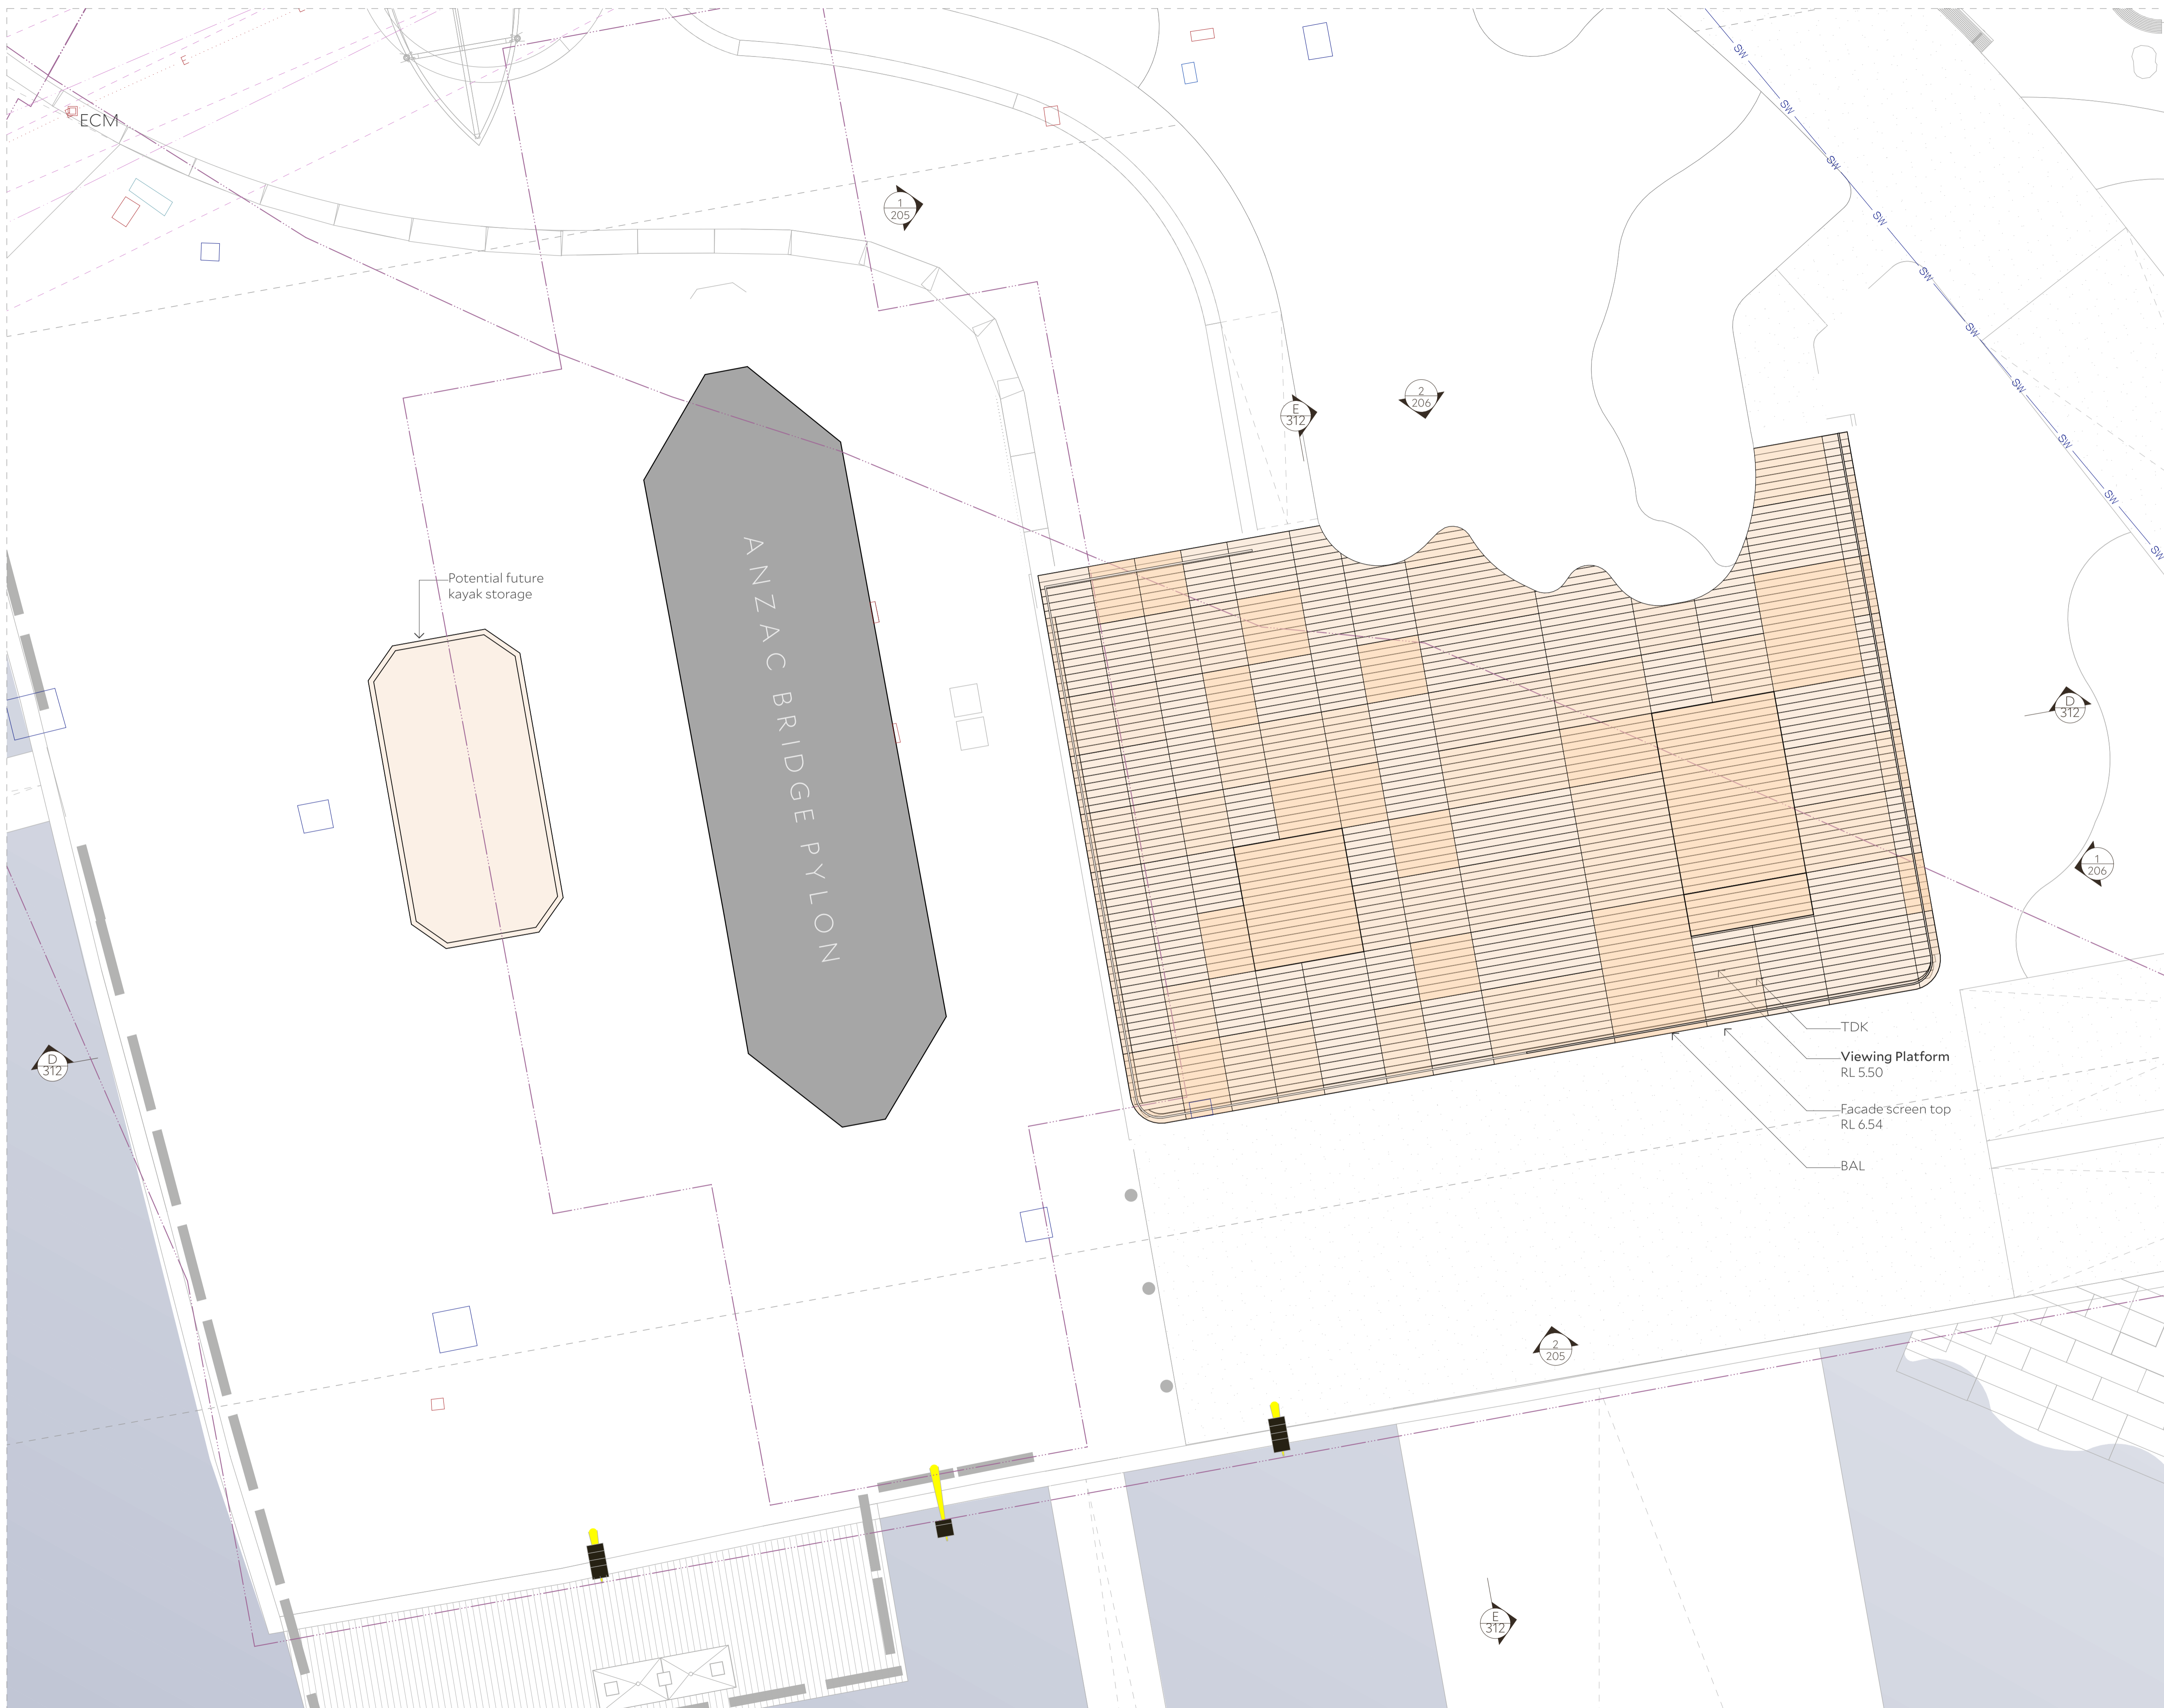 E
SW
SW
ECM
SW
1
205
SW
SW
SW
SW
E
312
2
206
SW
SW
SW
Potential future
kayak storage
ANZAC BRIDGE PYLON
D
312
1
206
D
312
TDK
Viewing Platform
RL 5.50
Facade screen top
RL 6.54
BAL
2
205
E
312